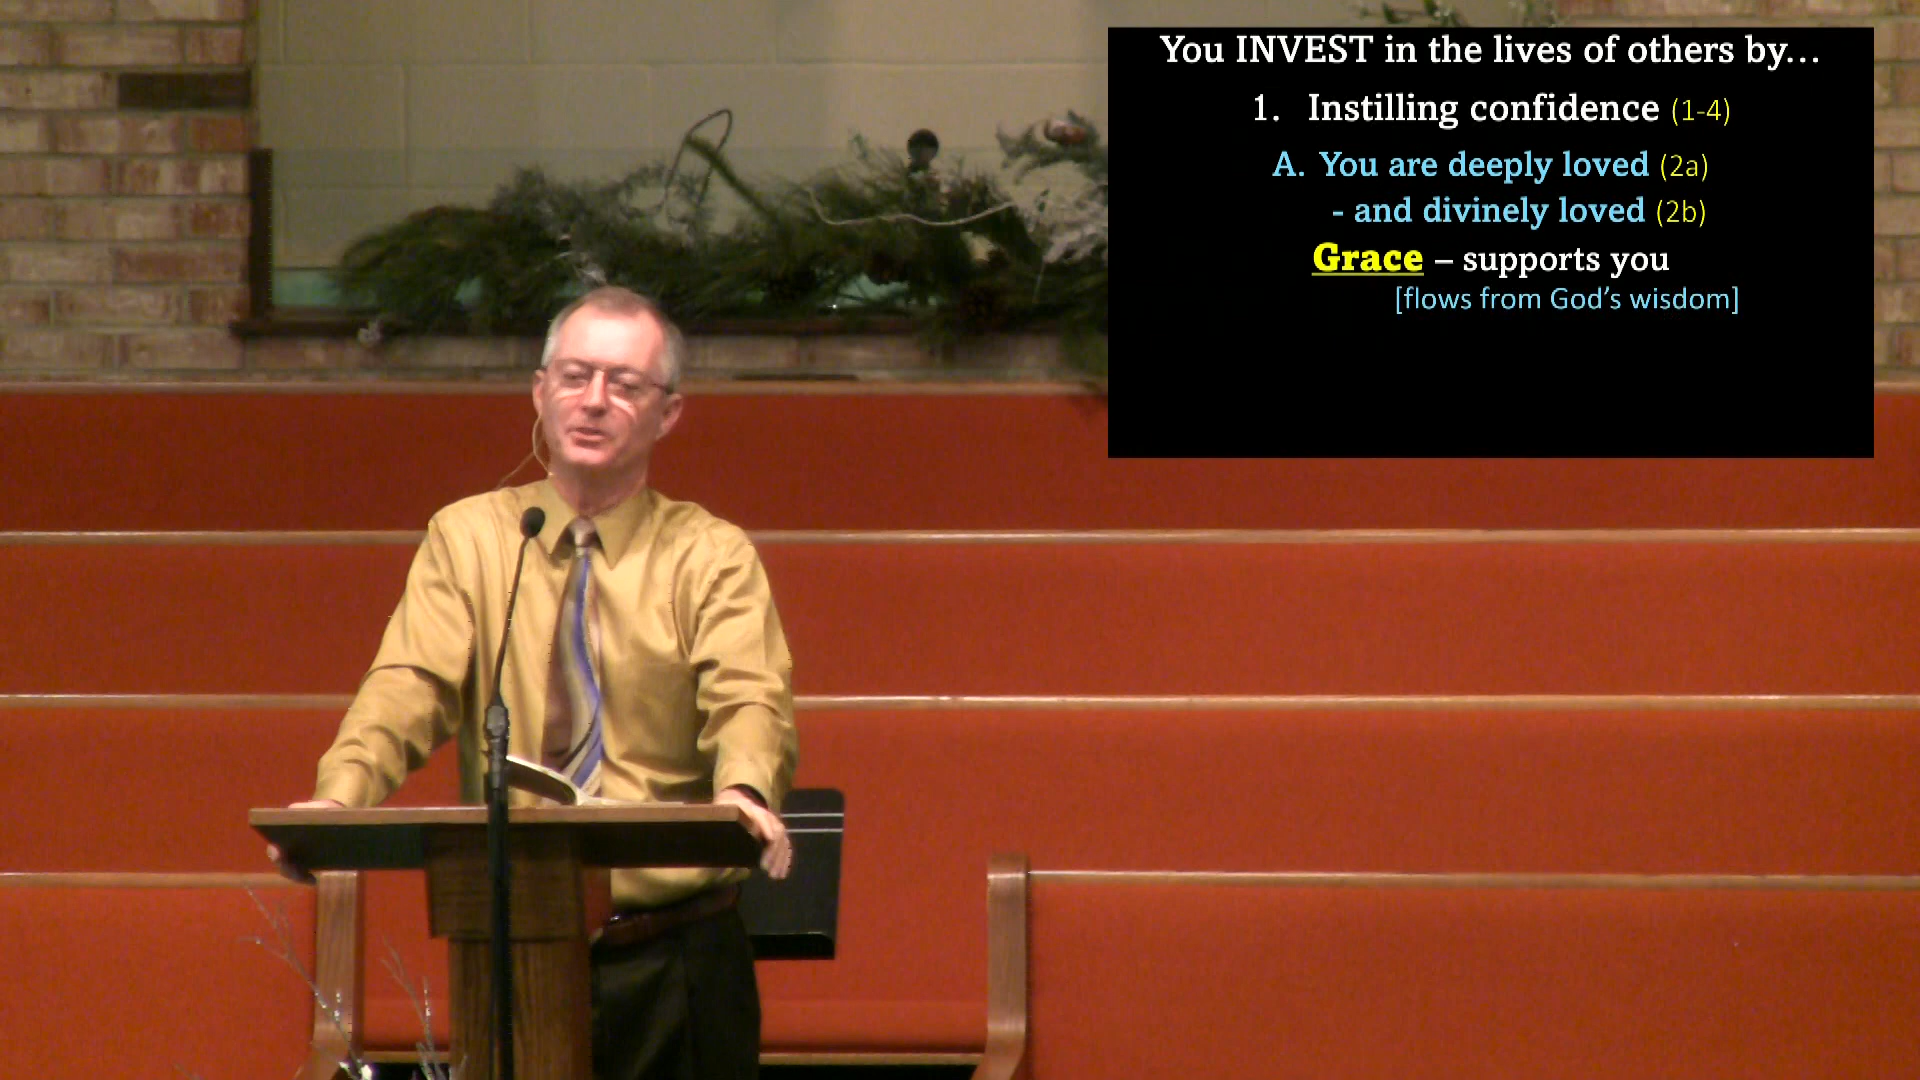 You INVEST in the lives of others by…
1. Instilling confidence (1-4)
A. You are deeply loved (2a)
- and divinely loved (2b)
Grace – supports you
[flows from God’s wisdom]